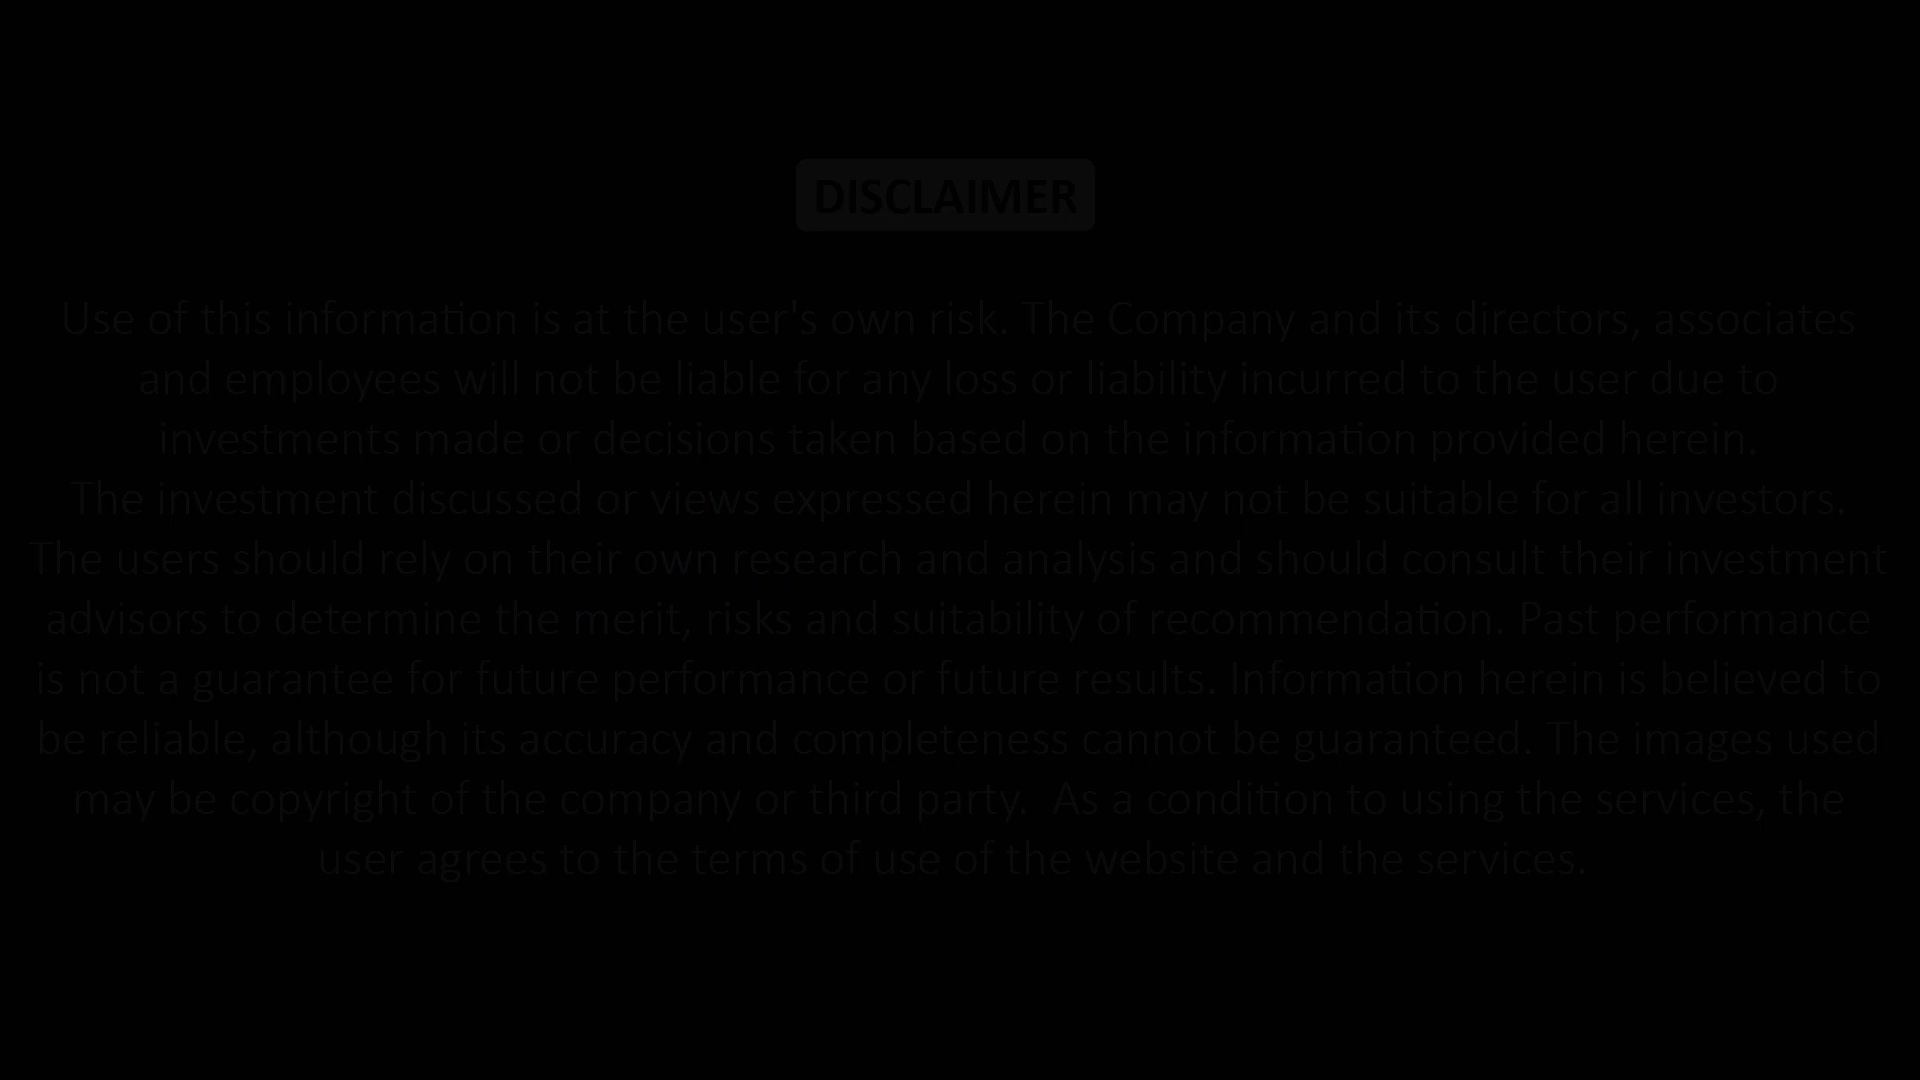 DISCLAIMER
Use of this information is at the user's own risk. The Company and its directors, associates
and employees will not be liable for any loss or liability incurred to the user due to
investments made or decisions taken based on the information provided herein.
The investment discussed or views expressed herein may not be suitable for all investors.
The users should rely on their own research and analysis and should consult their investment
advisors to determine the merit, risks and suitability of recommendation. Past performance
is not a guarantee for future performance or future results. Information herein is believed to
be reliable, although its accuracy and completeness cannot be guaranteed. The images used
may be copyright of the company or third party.  As a condition to using the services, the
user agrees to the terms of use of the website and the services.